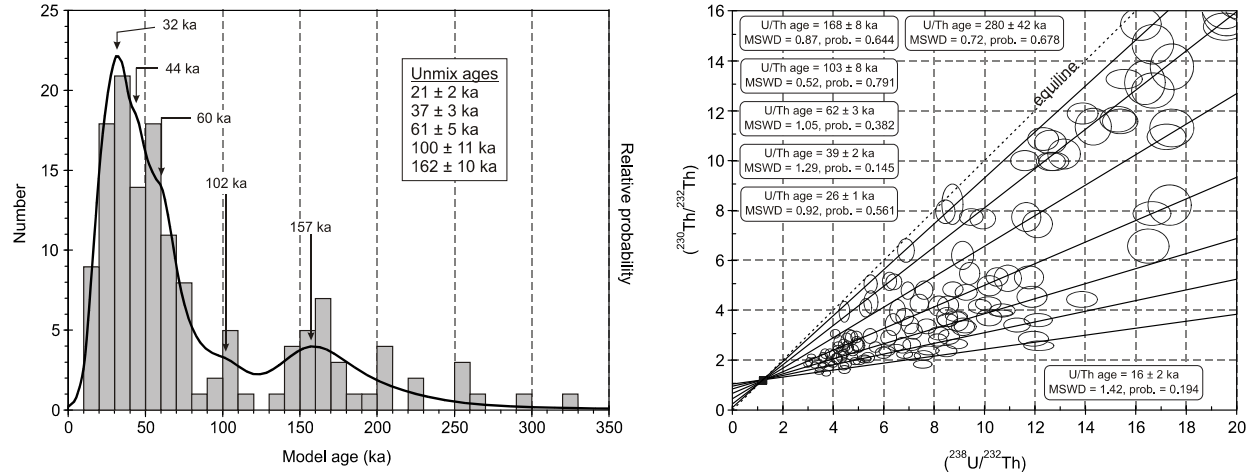 32 ka
44 ka
60 ka
102 ka
157 ka
Unmix ages
21 ± 2 ka
37 ± 3 ka
61 ± 5 ka
100 ± 11 ka
162 ± 10 ka
Number
25
20
15
10
5
0
0 50 100 150 200 250 300 350
Model age (ka)
Relative probability
U/Th age = 168 ± 8 ka
MSWD = 0.87, prob. = 0.644
U/Th age = 280 ± 42 ka
MSWD = 0.72, prob. = 0.678
U/Th age = 103 ± 8 ka
MSWD = 0.52, prob. = 0.791
U/Th age = 62 ± 3 ka
MSWD = 1.05, prob. = 0.382
U/Th age = 39 ± 2 ka
MSWD = 1.29, prob. = 0.145
U/Th age = 26 ± 1 ka
MSWD = 0.92, prob. = 0.561
equiline
U/Th age = 16 ± 2 ka
MSWD = 1.42, prob. = 0.194
(²³⁰Th/²³²Th)
16
14
12
10
8
6
4
2
0
0 2 4 6 8 10 12 14 16 18 20
(²³⁸U/²³²Th)